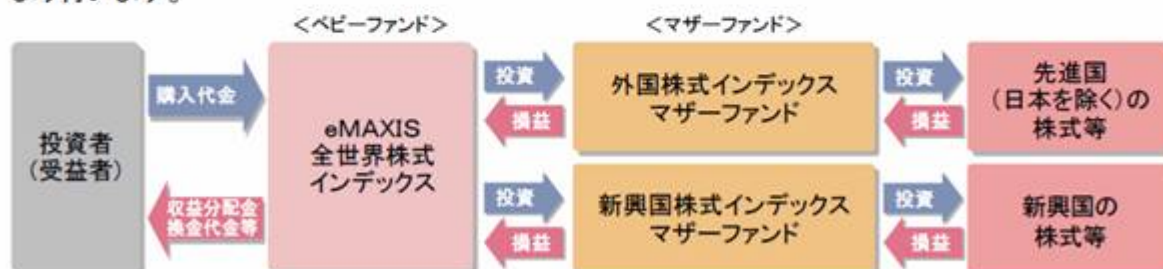 ＜ベビーファンド＞
＜マザーファンド＞
投資者
（受益者）
購入代金
収益分配金
換金代金等
eMAXIS
全世界株式
インデックス
投資
損益
外国株式インデックス
マザーファンド
投資
損益
先進国
（日本を除く）の
株式等
投資
損益
新興国株式インデックス
マザーファンド
投資
損益
新興国の
株式等